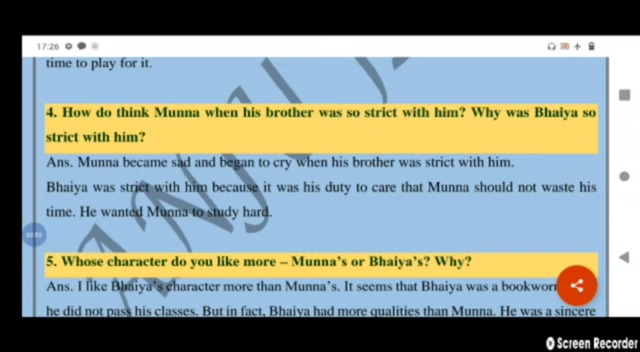 17:26
time to play for it.
4. How do think Munna when his brother was so strict with him? Why was Bhaiya so
strict with him?
Ans. Munna became sad and began to cry when his brother was strict with him.
Bhaiya was strict with him because it was his duty to care that Munna should not waste his
time. He wanted Munna to study hard.
02:53
5. Whose character do you like more – Munna's or Bhaiya's? Why?
Ans. I like Bhaiya's character more than Munna's. It seems that Bhaiya was a bookwor
he did not pass his classes. But in fact, Bhaiya had more qualities than Munna. He was a sincere
Screen Recorder